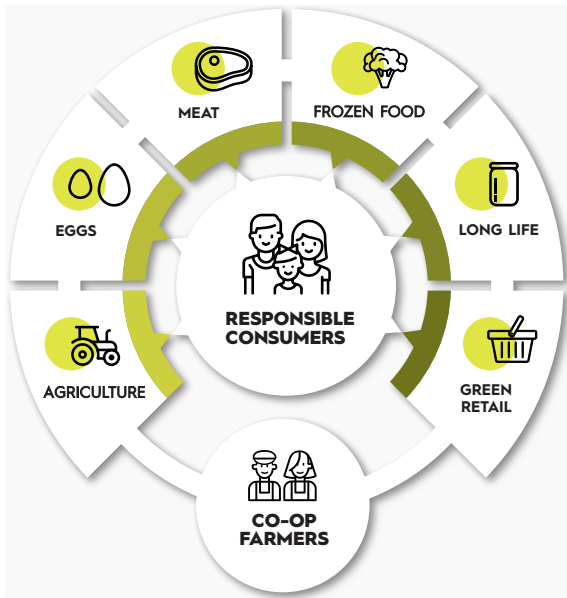 MEAT
FROZEN FOOD
EGGS
LONG LIFE
RESPONSIBLE
CONSUMERS
AGRICULTURE
GREEN
RETAIL
CO-OP
FARMERS